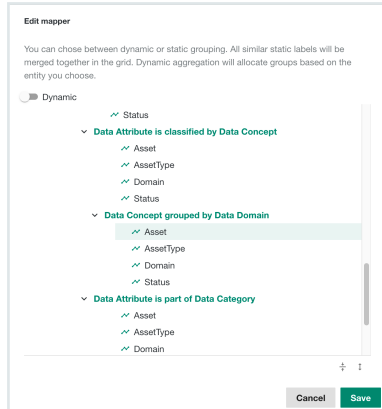 Edit mapper
You can chose between dynamic or static grouping. All similar static labels will be
merged together in the grid. Dynamic aggregation will allocate groups based on the
entity you choose.
Dynamic
Status
Data Attribute is classified by Data Concept
Asset
AssetType
Domain
Status
Data Concept grouped by Data Domain
Asset
AssetType
Domain
Status
Data Attribute is part of Data Category
Asset
AssetType
Domain
Cancel Save